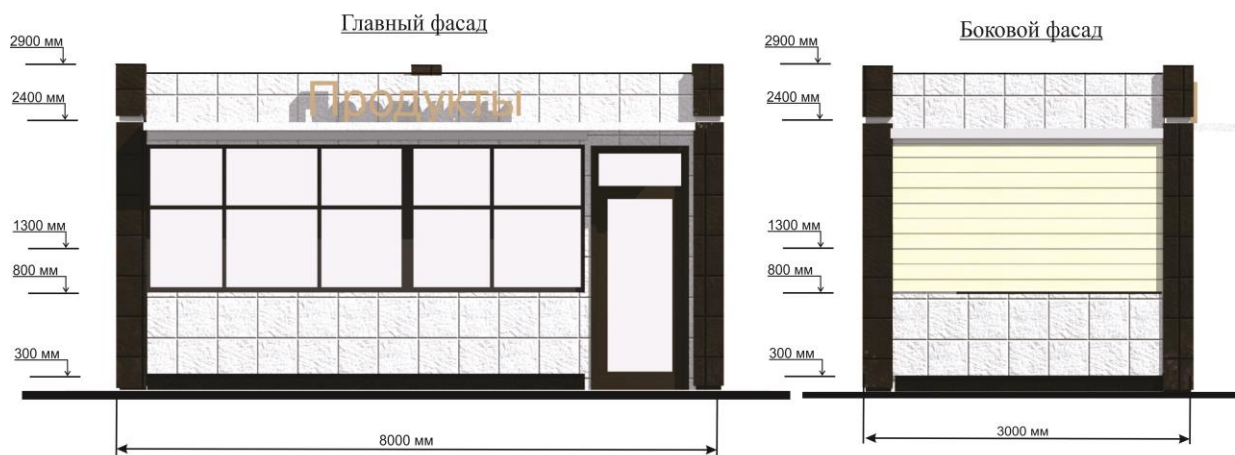 Главный фасад
2900 мм
2400 мм
Продукты
1300 мм
800 мм
300 мм
8000 мм
Боковой фасад
2900 мм
2400 мм
1300 мм
800 мм
300 мм
3000 мм